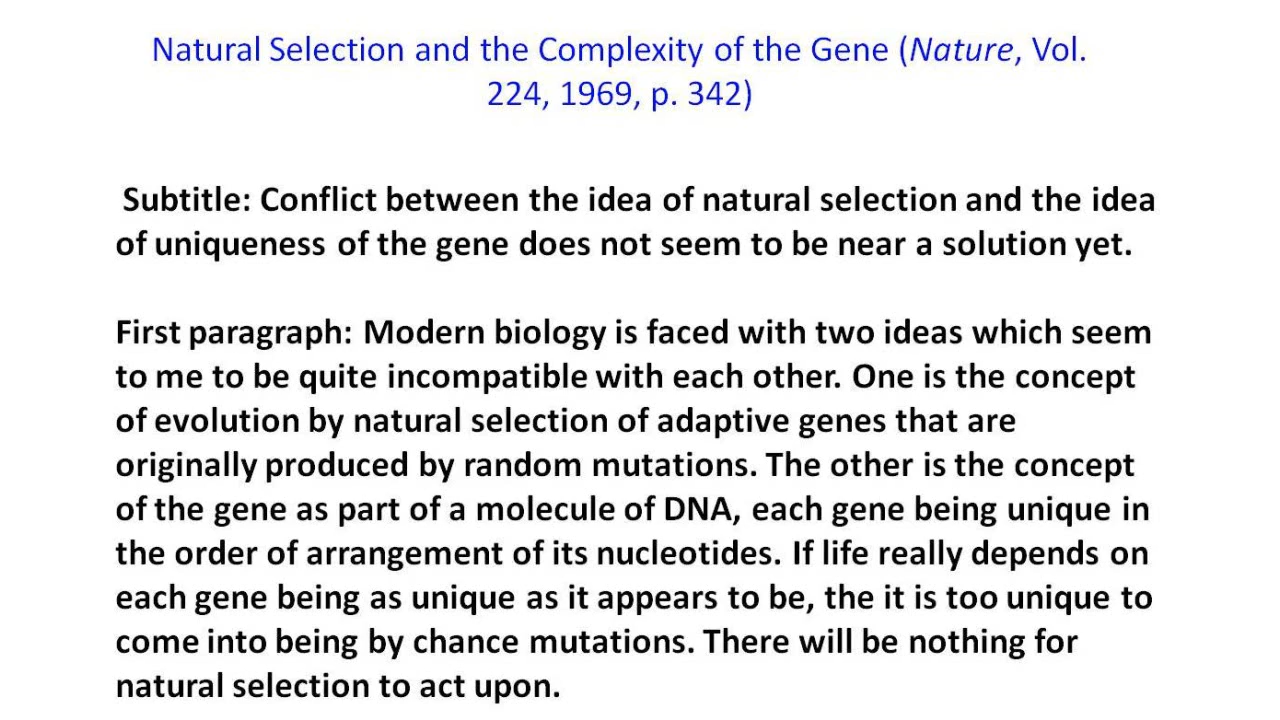 Natural Selection and the Complexity of the Gene (Nature, Vol.
224, 1969, p. 342)
Subtitle: Conflict between the idea of natural selection and the idea
of uniqueness of the gene does not seem to be near a solution yet.
First paragraph: Modern biology is faced with two ideas which seem
to me to be quite incompatible with each other. One is the concept
of evolution by natural selection of adaptive genes that are
originally produced by random mutations. The other is the concept
of the gene as part of a molecule of DNA, each gene being unique in
the order of arrangement of its nucleotides. If life really depends on
each gene being as unique as it appears to be, the it is too unique to
come into being by chance mutations. There will be nothing for
natural selection to act upon.